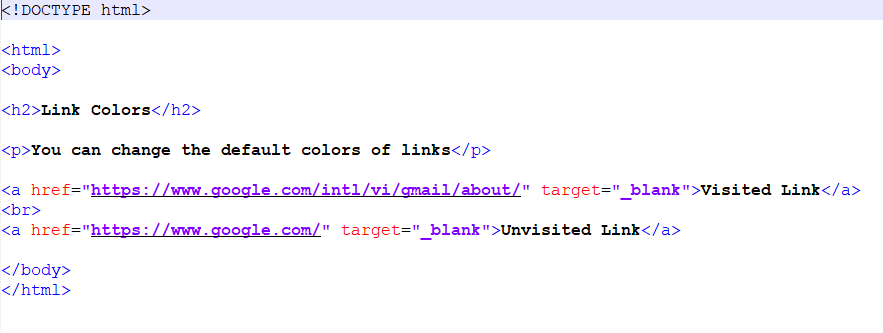 <!DOCTYPE html>
<html>
<body>
<h2>Link Colors</h2>
<p>You can change the default colors of links</p>
<a href="https://www.google.com/intl/vi/gmail/about/" target="_blank">Visited Link</a>
<br>
<a href="https://www.google.com/" target="_blank">Unvisited Link</a>
</body>
</html>